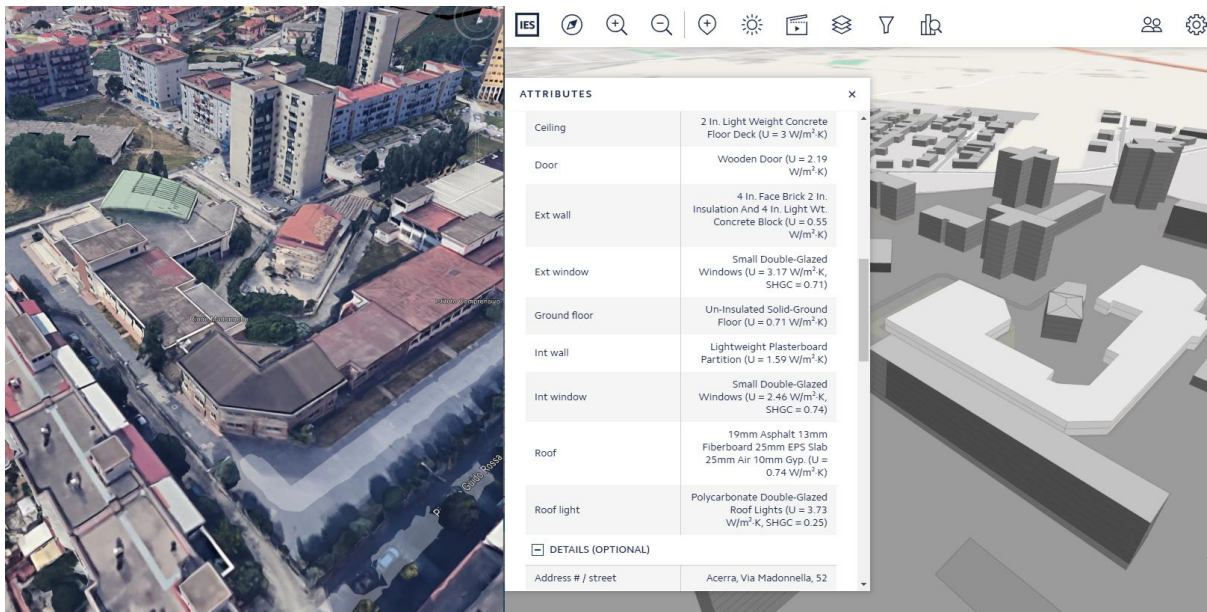 IES
ATTRIBUTES
Ceiling
2 In. Light Weight Concrete
Floor Deck (U = 3 W/m²·K)
Door
Wooden Door (U = 2.19
W/m²·K)
Ext wall
4 In. Face Brick 2 In.
Insulation And 4 In. Light Wt.
Concrete Block (U = 0.55
W/m²·K)
Ext window
Small Double-Glazed
Windows (U = 3.17 W/m²·K,
SHGC = 0.71)
Ground floor
Un-Insulated Solid-Ground
Floor (U = 0.71 W/m²·K)
Int wall
Lightweight Plasterboard
Partition (U = 1.59 W/m²·K)
Int window
Small Double-Glazed
Windows (U = 2.46 W/m²·K,
SHGC = 0.74)
Roof
19mm Asphalt 13mm
Fiberboard 25mm EPS Slab
25mm Air 10mm Gyp. (U =
0.74 W/m²·K)
Roof light
Polycarbonate Double-Glazed
Roof Lights (U = 3.73
W/m²·K, SHGC = 0.25)
DETAILS (OPTIONAL)
Address # / street
Acerra, Via Madonnella, 52
Guido Rossa